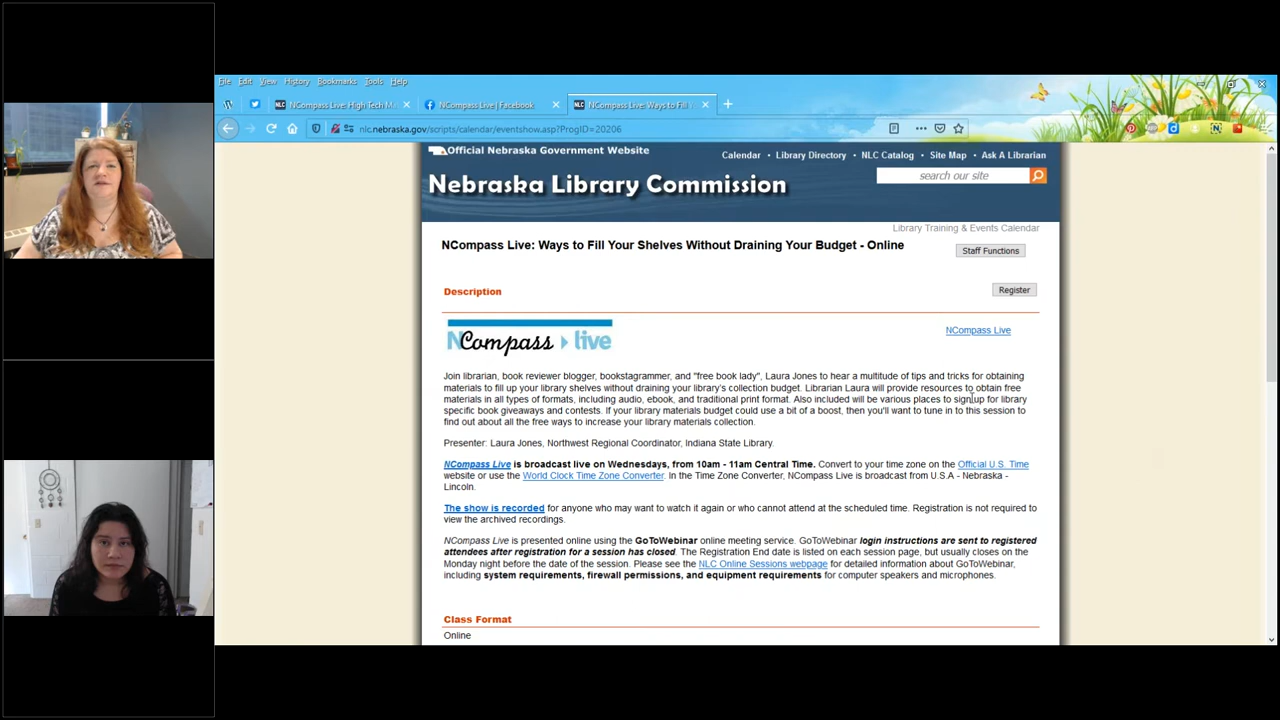 File Edit View History Bookmarks Tools Help
NLC NCompass Live: High Tech M
NCompass Live | Facebook
NLC NCompass Live: Ways to Fill Y
nlc.nebraska.gov/scripts/calendar/eventshow.asp?ProgID=20206
Official Nebraska Government Website
Calendar • Library Directory • NLC Catalog • Site Map • Ask A Librarian
Nebraska Library Commission
search our site
Library Training & Events Calendar
NCompass Live: Ways to Fill Your Shelves Without Draining Your Budget - Online
Staff Functions
Description
Register
NCompass live
NCompass Live
Join librarian, book reviewer blogger, bookstagrammer, and "free book lady", Laura Jones to hear a multitude of tips and tricks for obtaining
materials to fill up your library shelves without draining your library's collection budget. Librarian Laura will provide resources to obtain free
materials in all types of formats, including audio, ebook, and traditional print format. Also included will be various places to signup for library
specific book giveaways and contests. If your library materials budget could use a bit of a boost, then you'll want to tune in to this session to
find out about all the free ways to increase your library materials collection.
Presenter: Laura Jones, Northwest Regional Coordinator, Indiana State Library.
NCompass Live is broadcast live on Wednesdays, from 10am - 11am Central Time. Convert to your time zone on the Official U.S. Time
website or use the World Clock Time Zone Converter. In the Time Zone Converter, NCompass Live is broadcast from U.S.A - Nebraska -
Lincoln.
The show is recorded for anyone who may want to watch it again or who cannot attend at the scheduled time. Registration is not required to
view the archived recordings.
NCompass Live is presented online using the GoToWebinar online meeting service. GoToWebinar login instructions are sent to registered
attendees after registration for a session has closed. The Registration End date is listed on each session page, but usually closes on the
Monday night before the date of the session. Please see the NLC Online Sessions webpage for detailed information about GoToWebinar,
including system requirements, firewall permissions, and equipment requirements for computer speakers and microphones.
Class Format
Online